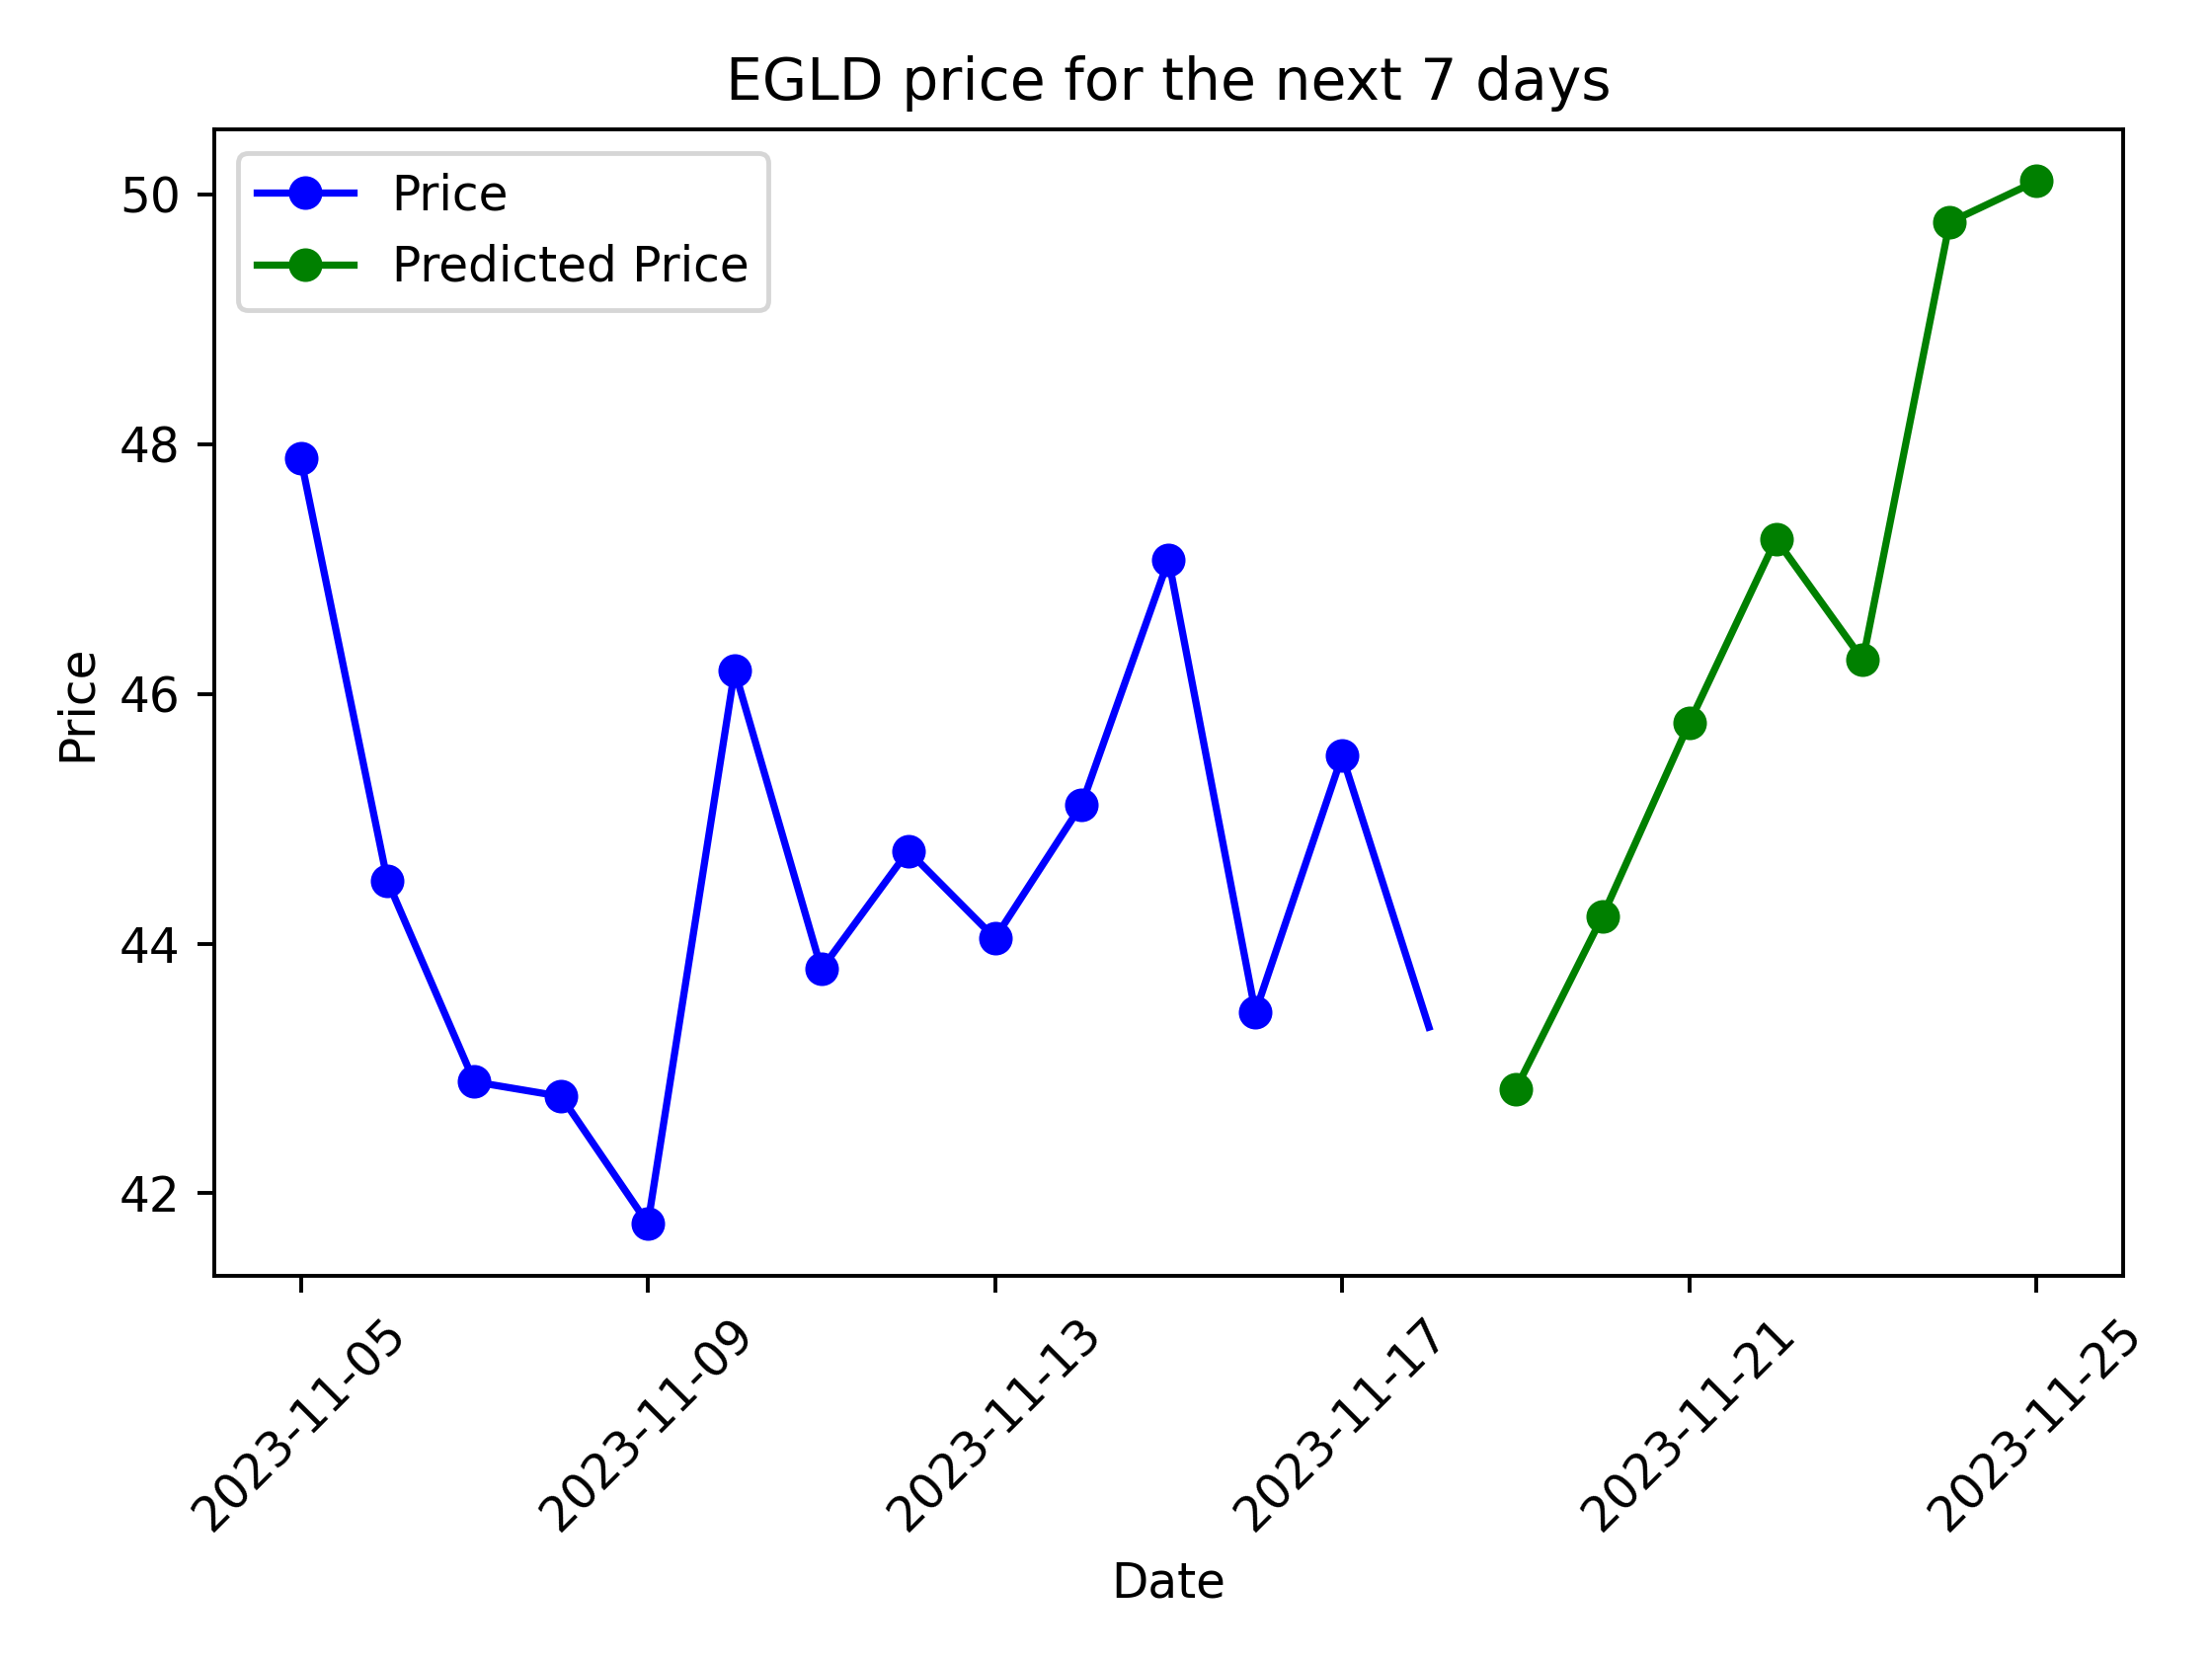 EGLD price for the next 7 days
Price
Predicted Price
50
48
46
44
42
Price
2023-11-05
2023-11-09
2023-11-13
2023-11-17
2023-11-21
2023-11-25
Date